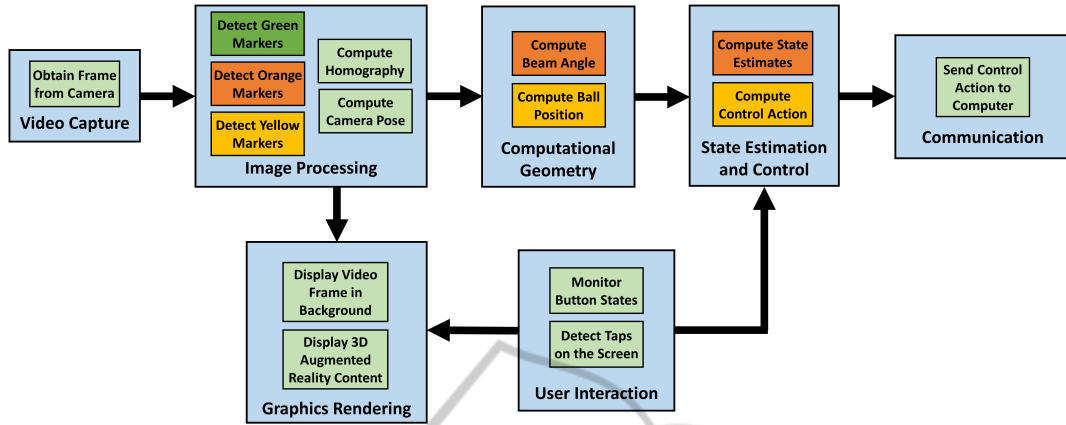 Obtain Frame
from Camera
Video Capture
Detect Green
Markers
Detect Orange
Markers
Detect Yellow
Markers
Compute
Homography
Compute
Camera Pose
Image Processing
Compute
Beam Angle
Compute Ball
Position
Computational
Geometry
Compute State
Estimates
Compute
Control Action
State Estimation
and Control
Send Control
Action to
Computer
Communication
Display Video
Frame in
Background
Display 3D
Augmented
Reality Content
Graphics Rendering
Monitor
Button States
Detect Taps
on the Screen
User Interaction